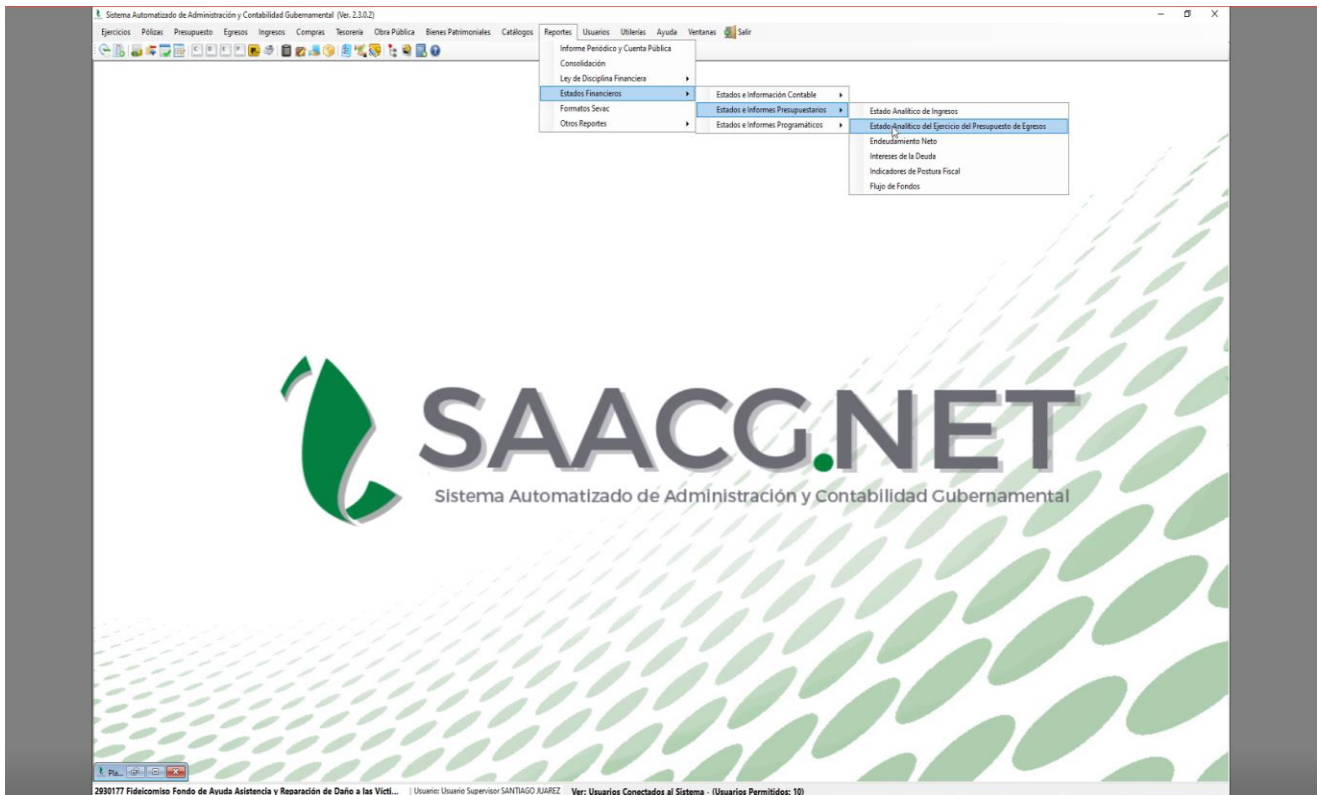 Sistema Automatizado de Administración y Contabilidad Gubernamental (Ver. 2.3.0.2)
Ejercicios Pólizas Presupuesto Egresos Ingresos Compras Tesorería Obra Pública Bienes Patrimoniales Catálogos Reportes Usuarios Utilerías Ayuda Ventanas Salir
Informe Periódico y Cuenta Pública
Consolidación
Ley de Disciplina Financiera
Estados Financieros
Formatos Sevac
Otros Reportes
Estados e Información Contable
Estados e Informes Presupuestarios
Estados e Informes Programáticos
Estado Analítico de Ingresos
Estado Analítico del Ejercicio del Presupuesto de Egresos
Endeudamiento Neto
Intereses de la Deuda
Indicadores de Postura Fiscal
Flujo de Fondos
SAACG.NET
Sistema Automatizado de Administración y Contabilidad Gubernamental
Pla...
2930177 Fideicomiso Fondo de Ayuda Asistencia y Reparación de Daño a las Vícti... | Usuario: Usuario Supervisor SANTIAGO JUAREZ Ver: Usuarios Conectados al Sistema - (Usuarios Permitidos: 10)